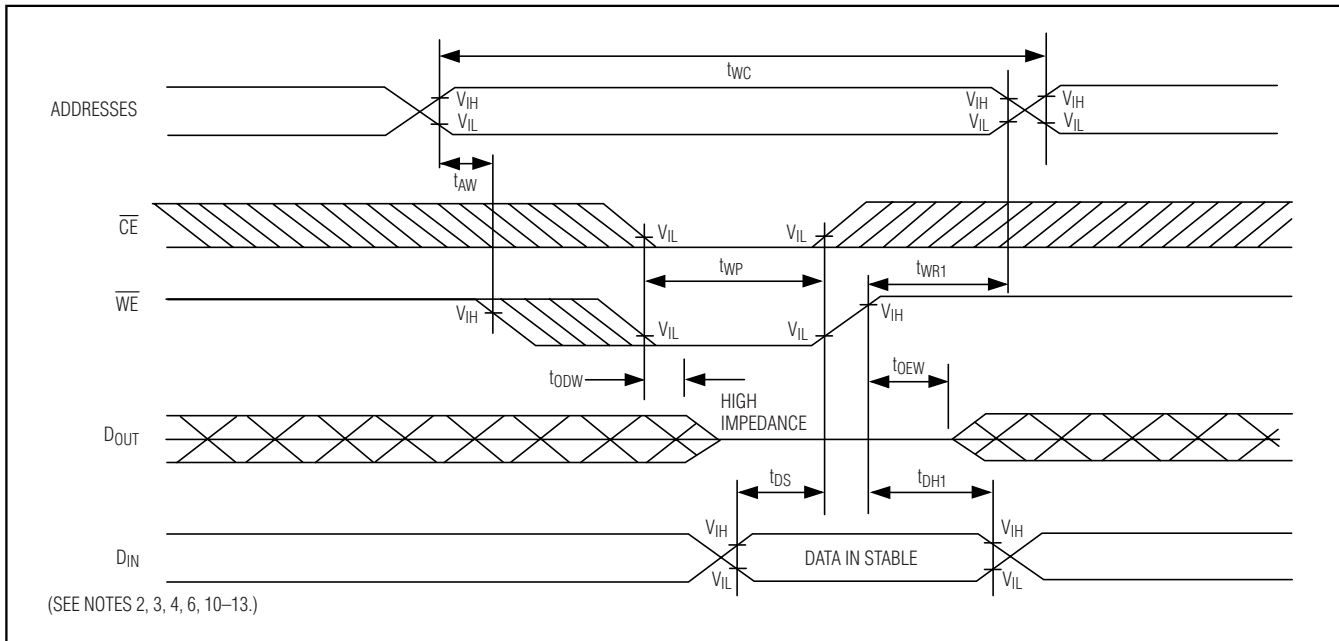 tWC
ADDRESSES
VIH
VIL
VIH
VIL
VIH
VIL
tAW
CE
VIL
VIL
tWP
tWR1
WE
VIH
VIL
VIL
VIH
tODW
tOEW
HIGH
IMPEDANCE
DOUT
tDS
tDH1
DIN
VIH
VIL
DATA IN STABLE
VIH
VIL
(SEE NOTES 2, 3, 4, 6, 10–13.)